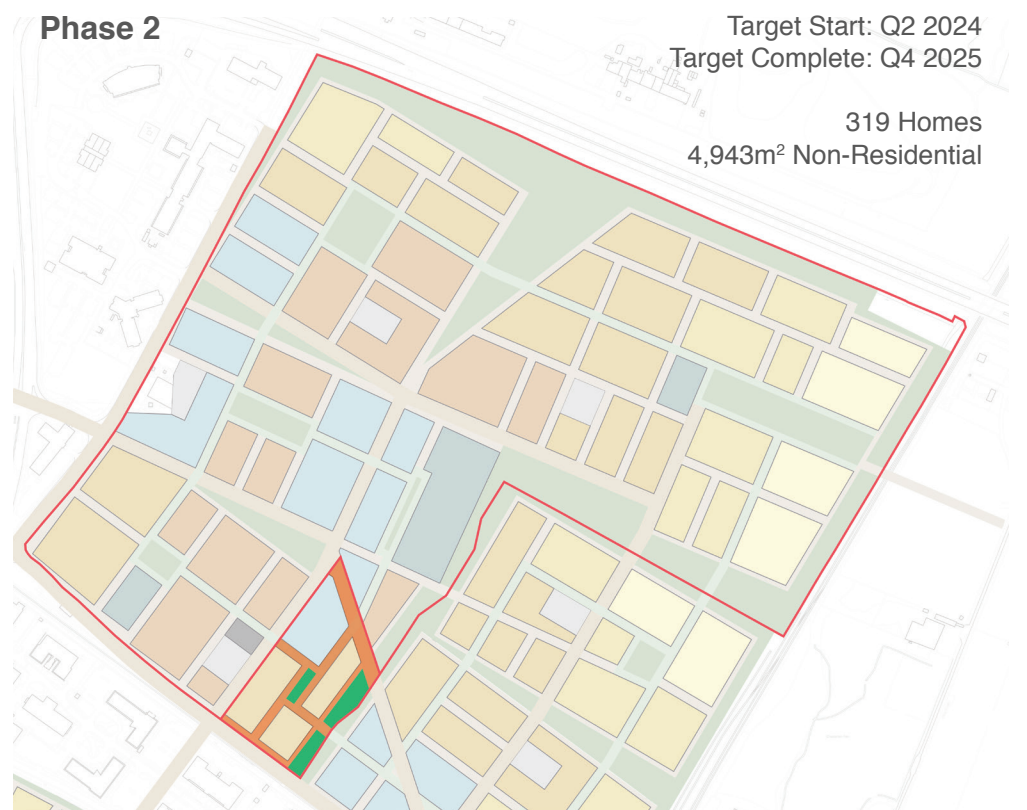 Phase 2
Target Start: Q2 2024
Target Complete: Q4 2025
319 Homes
4,943m² Non-Residential